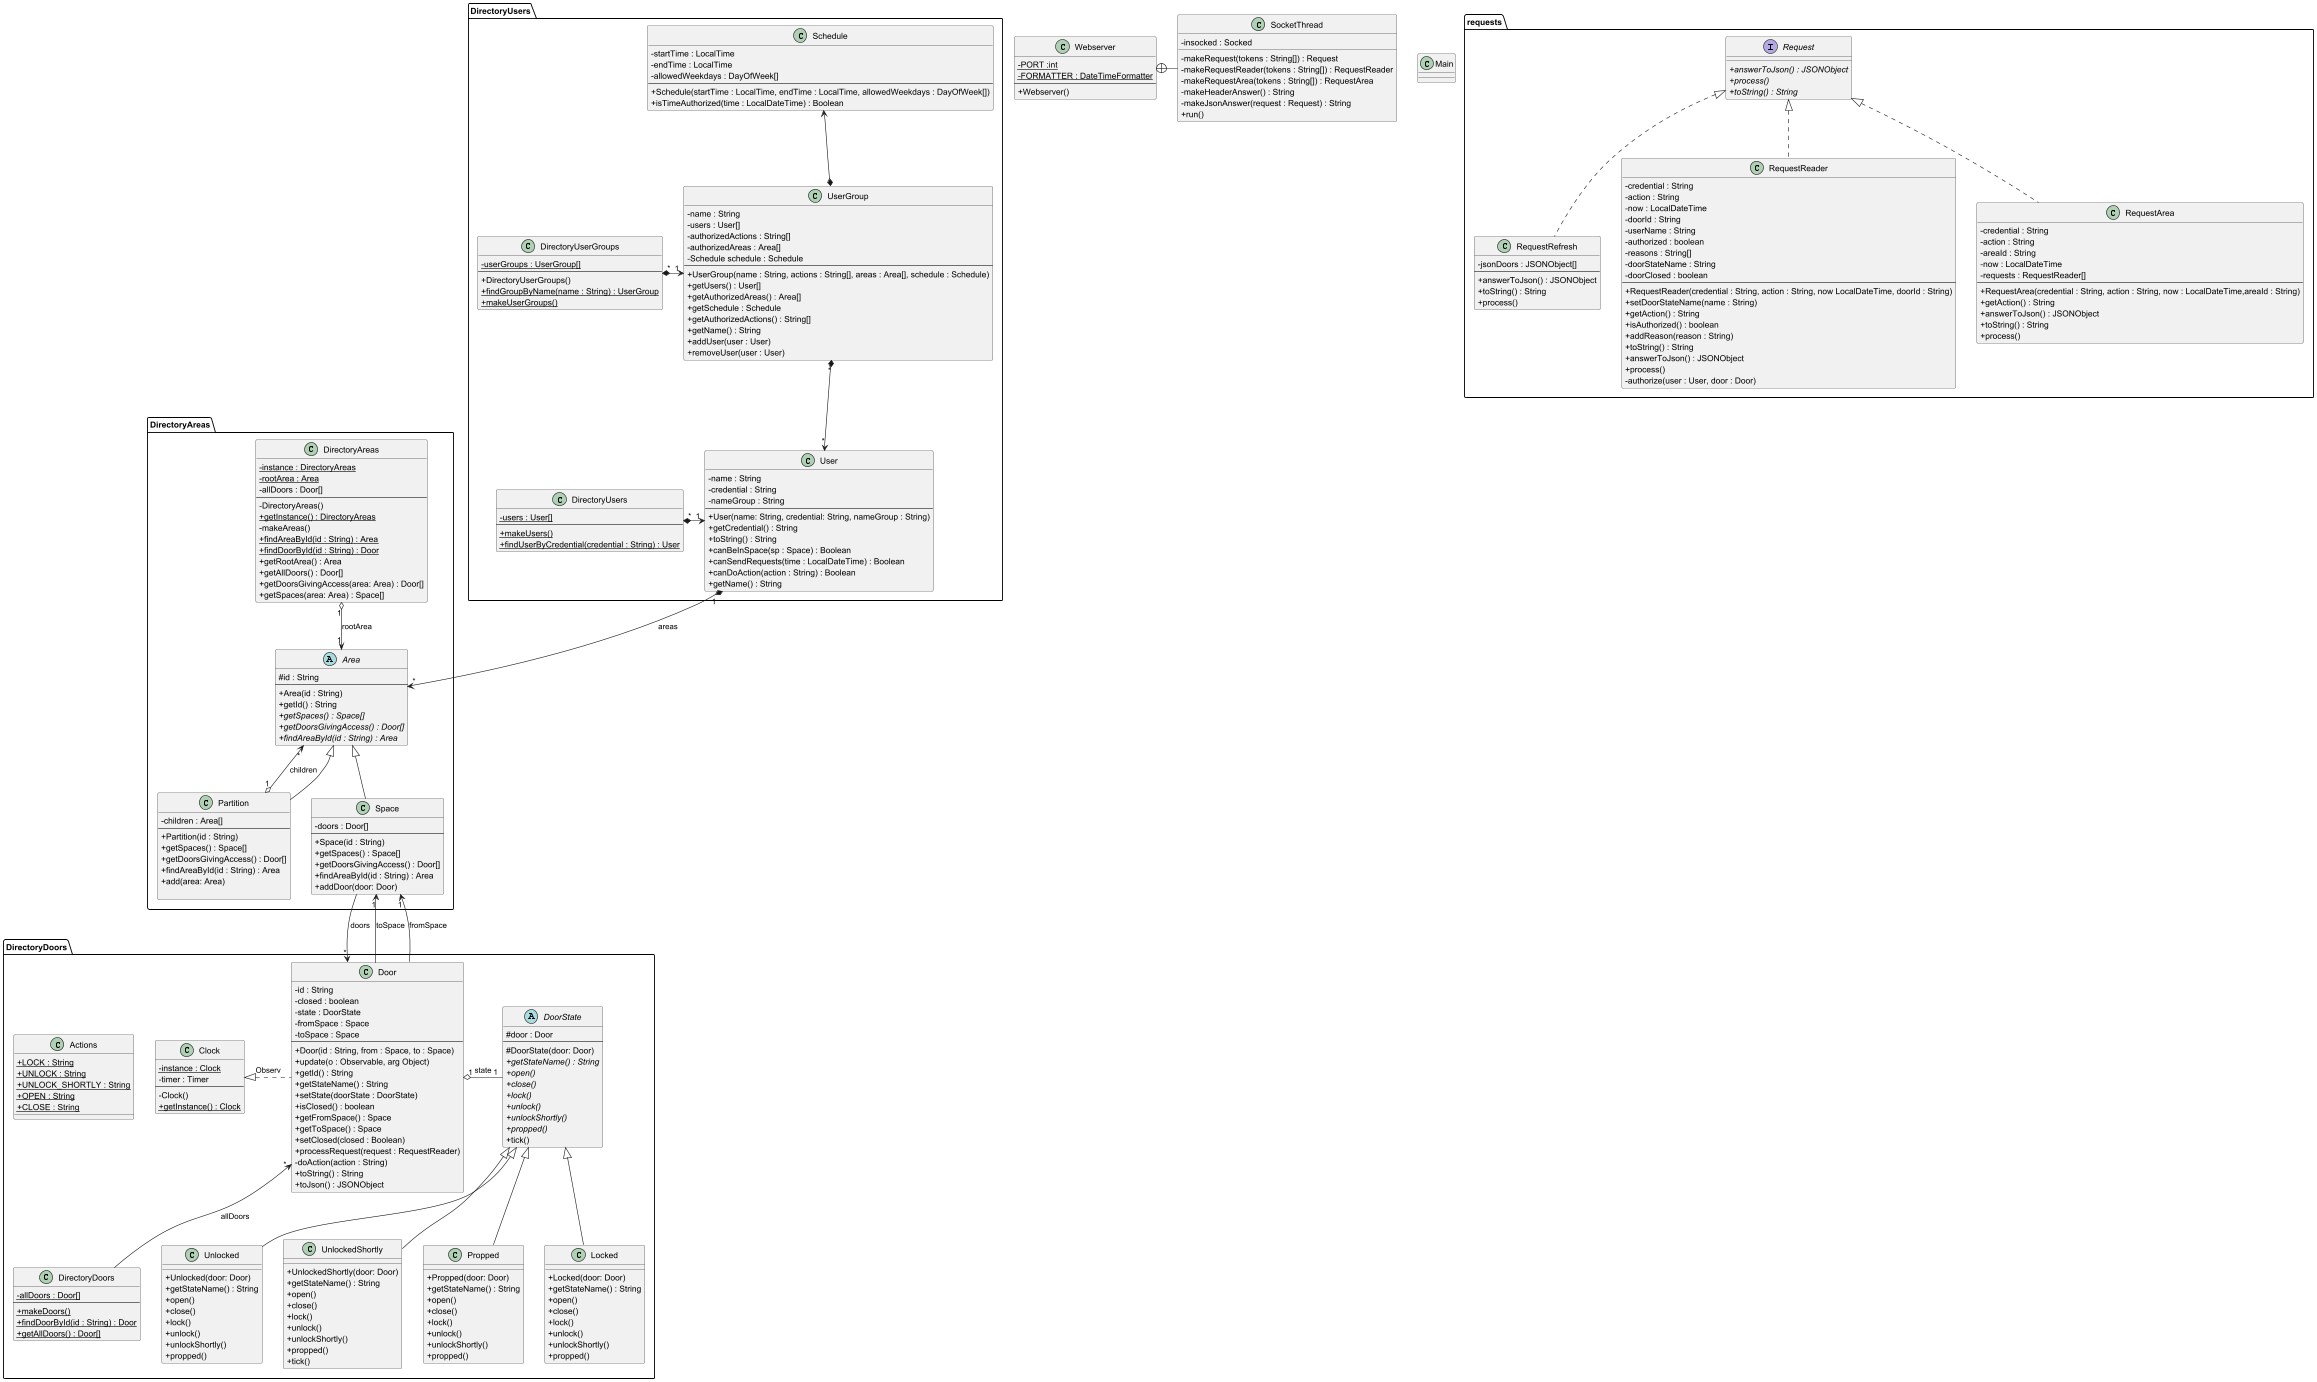 DirectoryUsers
C Schedule
-startTime : LocalTime
-endTime : LocalTime
-allowedWeekdays : DayOfWeek[]
+Schedule(startTime : LocalTime, endTime : LocalTime, allowedWeekdays : DayOfWeek[])
+isTimeAuthorized(time : LocalDateTime) : Boolean
C UserGroup
-name : String
-users : User[]
-authorizedActions : String[]
-authorizedAreas : Area[]
-Schedule schedule : Schedule
+UserGroup(name : String, actions : String[], areas : Area[], schedule : Schedule)
+getUsers() : User[]
+getAuthorizedAreas() : Area[]
+getSchedule : Schedule
+getAuthorizedActions() : String[]
+getName() : String
+addUser(user : User)
+removeUser(user : User)
C DirectoryUserGroups
-userGroups : UserGroup[]
+DirectoryUserGroups()
+findGroupByName(name : String) : UserGroup
+makeUserGroups()
* 1
*
C User
-name : String
-credential : String
-nameGroup : String
+User(name: String, credential: String, nameGroup : String)
+getCredential() : String
+toString() : String
+canBeInSpace(sp : Space) : Boolean
+canSendRequests(time : LocalDateTime) : Boolean
+canDoAction(action : String) : Boolean
+getName() : String
C DirectoryUsers
-users : User[]
+makeUsers()
+findUserByCredential(credential : String) : User
* 1
1
areas
*
C Webserver
-PORT :int
-FORMATTER : DateTimeFormatter
+Webserver()
C SocketThread
-insocked : Socked
-makeRequest(tokens : String[]) : Request
-makeRequestReader(tokens : String[]) : RequestReader
-makeRequestArea(tokens : String[]) : RequestArea
-makeHeaderAnswer() : String
-makeJsonAnswer(request : Request) : String
+run()
C Main
requests
I Request
+answerToJson() : JSONObject
+process()
+toString() : String
C RequestRefresh
-jsonDoors : JSONObject[]
+answerToJson() : JSONObject
+toString() : String
+process()
C RequestReader
-credential : String
-action : String
-now : LocalDateTime
-doorId : String
-userName : String
-authorized : boolean
-reasons : String[]
-doorStateName : String
-doorClosed : boolean
+RequestReader(credential : String, action : String, now LocalDateTime, doorId : String)
+setDoorStateName(name : String)
+getAction() : String
+isAuthorized() : boolean
+addReason(reason : String)
+toString() : String
+answerToJson() : JSONObject
+process()
-authorize(user : User, door : Door)
C RequestArea
-credential : String
-action : String
-areaId : String
-now : LocalDateTime
-requests : RequestReader[]
+RequestArea(credential : String, action : String, now : LocalDateTime,areaId : String)
+getAction() : String
+answerToJson() : JSONObject
+toString() : String
+process()
DirectoryAreas
C DirectoryAreas
-instance : DirectoryAreas
-rootArea : Area
-allDoors : Door[]
-DirectoryAreas()
+getInstance() : DirectoryAreas
-makeAreas()
+findAreaById(id : String) : Area
+findDoorById(id : String) : Door
+getRootArea() : Area
+getAllDoors() : Door[]
+getDoorsGivingAccess(area: Area) : Door[]
+getSpaces(area: Area) : Space[]
1
rootArea
1
A Area
#id : String
+Area(id : String)
+getId() : String
+getSpaces() : Space[]
+getDoorsGivingAccess() : Door[]
+findAreaById(id : String) : Area
*
children
1
C Partition
-children : Area[]
+Partition(id : String)
+getSpaces() : Space[]
+getDoorsGivingAccess() : Door[]
+findAreaById(id : String) : Area
+add(area: Area)
C Space
-doors : Door[]
+Space(id : String)
+getSpaces() : Space[]
+getDoorsGivingAccess() : Door[]
+findAreaById(id : String) : Area
+addDoor(door: Door)
1 1
doors toSpace fromSpace
*
DirectoryDoors
C Door
-id : String
-closed : boolean
-state : DoorState
-fromSpace : Space
-toSpace : Space
+Door(id : String, from : Space, to : Space)
+update(o : Observable, arg Object)
+getId() : String
+getStateName() : String
+setState(doorState : DoorState)
+isClosed() : boolean
+getFromSpace() : Space
+getToSpace() : Space
+setClosed(closed : Boolean)
+processRequest(request : RequestReader)
-doAction(action : String)
+toString() : String
+toJson() : JSONObject
C Actions
+LOCK : String
+UNLOCK : String
+UNLOCK_SHORTLY : String
+OPEN : String
+CLOSE : String
C Clock
-instance : Clock
-timer : Timer
-Clock()
+getInstance() : Clock
Observ
1 state 1
A DoorState
#door : Door
#DoorState(door: Door)
+getStateName() : String
+open()
+close()
+lock()
+unlock()
+unlockShortly()
+propped()
+tick()
*
allDoors
C DirectoryDoors
-allDoors : Door[]
+makeDoors()
+findDoorById(id : String) : Door
+getAllDoors() : Door[]
C Unlocked
+Unlocked(door: Door)
+getStateName() : String
+open()
+close()
+lock()
+unlock()
+unlockShortly()
+propped()
C UnlockedShortly
+UnlockedShortly(door: Door)
+getStateName() : String
+open()
+close()
+lock()
+unlock()
+unlockShortly()
+propped()
+tick()
C Propped
+Propped(door: Door)
+getStateName() : String
+open()
+close()
+lock()
+unlock()
+unlockShortly()
+propped()
C Locked
+Locked(door: Door)
+getStateName() : String
+open()
+close()
+lock()
+unlock()
+unlockShortly()
+propped()